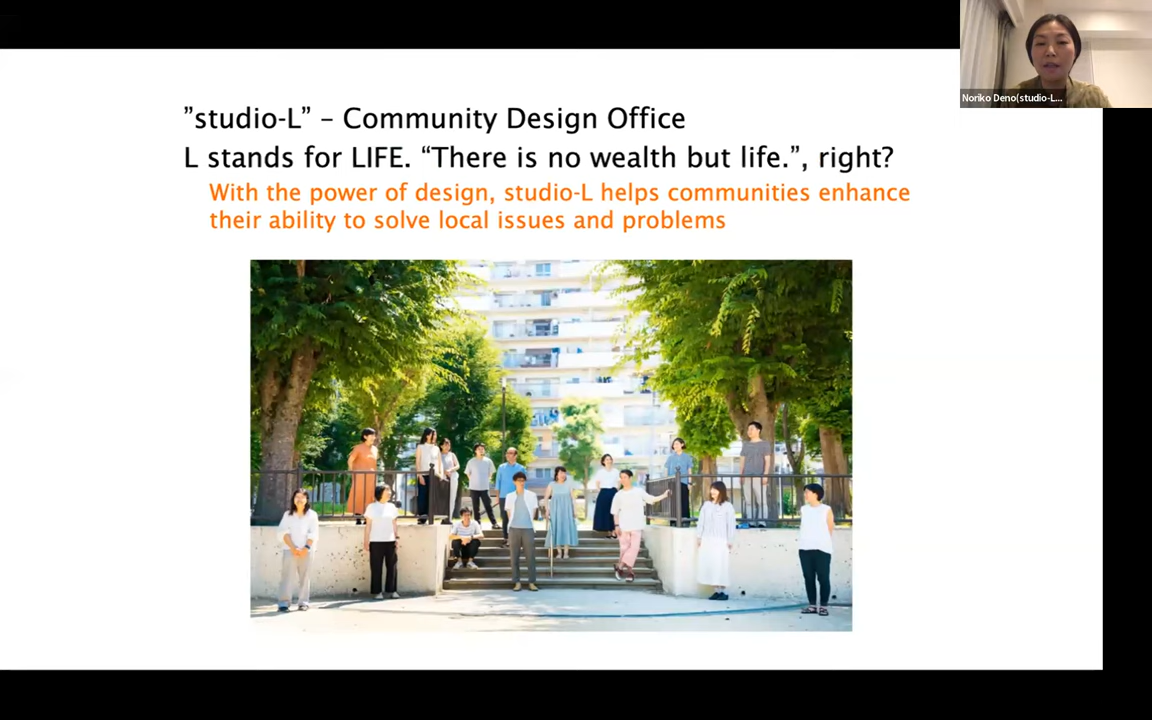 ”studio-L” – Community Design Office
L stands for LIFE. “There is no wealth but life.”, right?
With the power of design, studio-L helps communities enhance
their ability to solve local issues and problems
Noriko Deno(studio-L...